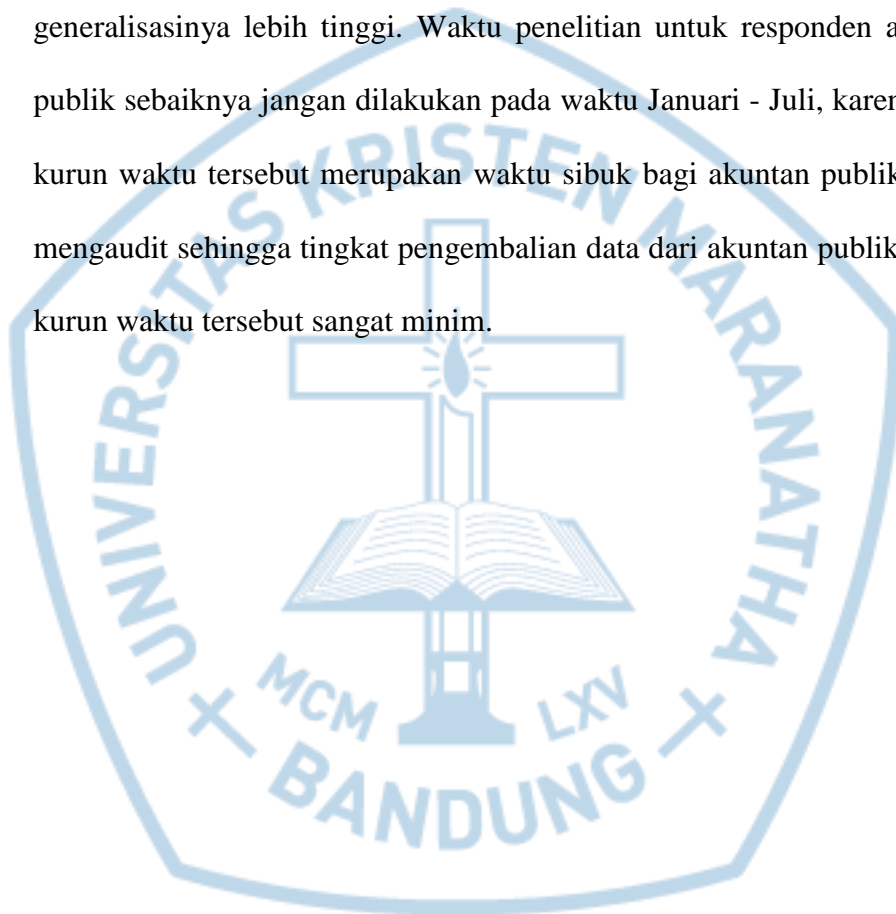 generalisasinya lebih tinggi. Waktu penelitian untuk responden a
publik sebaiknya jangan dilakukan pada waktu Januari - Juli, karen
kurun waktu tersebut merupakan waktu sibuk bagi akuntan publik
mengaudit sehingga tingkat pengembalian data dari akuntan publik
kurun waktu tersebut sangat minim.
UNIVERSITAS KRISTEN MARANATHA
MCM LXV
BANDUNG